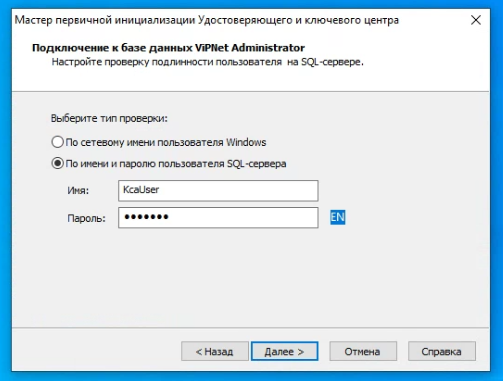 Мастер первичной инициализации Удостоверяющего и ключевого центра
Подключение к базе данных ViPNet Administrator
Настройте проверку подлинности пользователя на SQL-сервере.
Выберите тип проверки:
По сетевому имени пользователя Windows
По имени и паролю пользователя SQL-сервера
Имя: KcaUser
Пароль: ••••••• EN
< Назад Далее > Отмена Справка